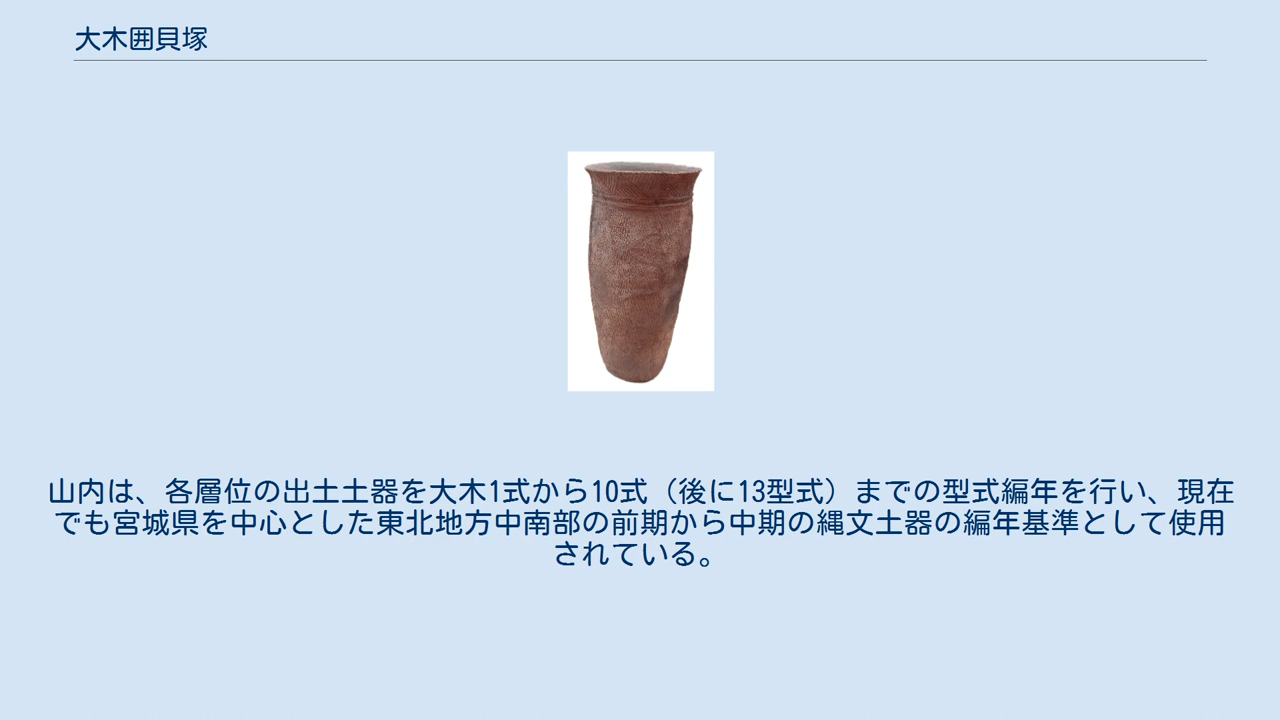 大木囲貝塚
山内は、各層位の出土土器を大木1式から10式（後に13型式）までの型式編年を行い、現在
でも宮城県を中心とした東北地方中南部の前期から中期の縄文土器の編年基準として使用
されている。